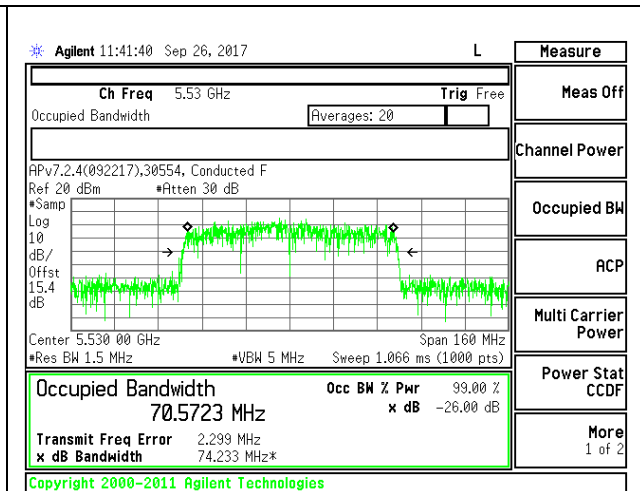 Agilent 11:41:40 Sep 26, 2017 L
Measure
Ch Freq 5.53 GHz Trig Free
Meas Off
Occupied Bandwidth Averages: 20
Channel Power
APv7.2.4(092217),30554, Conducted F
Ref 20 dBm #Atten 30 dB
#Samp
Occupied BW
Log
10
dB/
ACP
Offst
15.4
dB
Multi Carrier
Power
Center 5.530 00 GHz Span 160 MHz
#Res BW 1.5 MHz #VBW 5 MHz Sweep 1.066 ms (1000 pts)
Power Stat
CCDF
Occupied Bandwidth Occ BW % Pwr 99.00 %
70.5723 MHz x dB -26.00 dB
More
1 of 2
Transmit Freq Error 2.299 MHz
x dB Bandwidth 74.233 MHz*
Copyright 2000-2011 Agilent Technologies